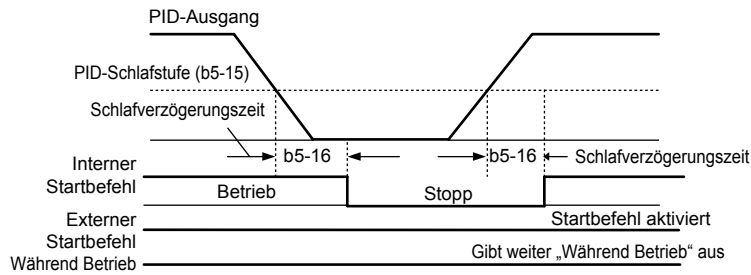 PID-Ausgang
PID-Schlafstufe (b5-15)
Schlafverzögerungszeit
b5-16
b5-16
Schlafverzögerungszeit
Interner
Startbefehl
Betrieb
Stopp
Externer
Startbefehl
Startbefehl aktiviert
Während Betrieb
Gibt weiter „Während Betrieb“ aus